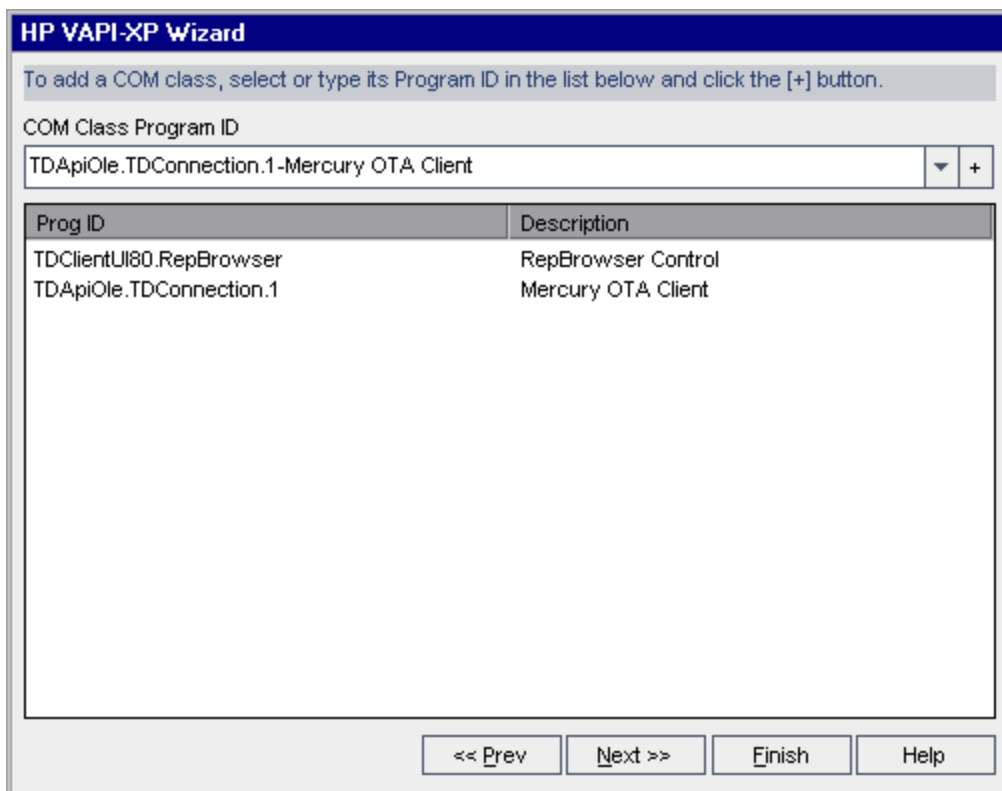 HP VAPI-XP Wizard
To add a COM class, select or type its Program ID in the list below and click the [+] button.
COM Class Program ID
TDApiOle.TDConnection.1-Mercury OTA Client +
Prog ID Description
TDClientUI80.RepBrowser RepBrowser Control
TDApiOle.TDConnection.1 Mercury OTA Client
<< Prev Next >> Finish Help